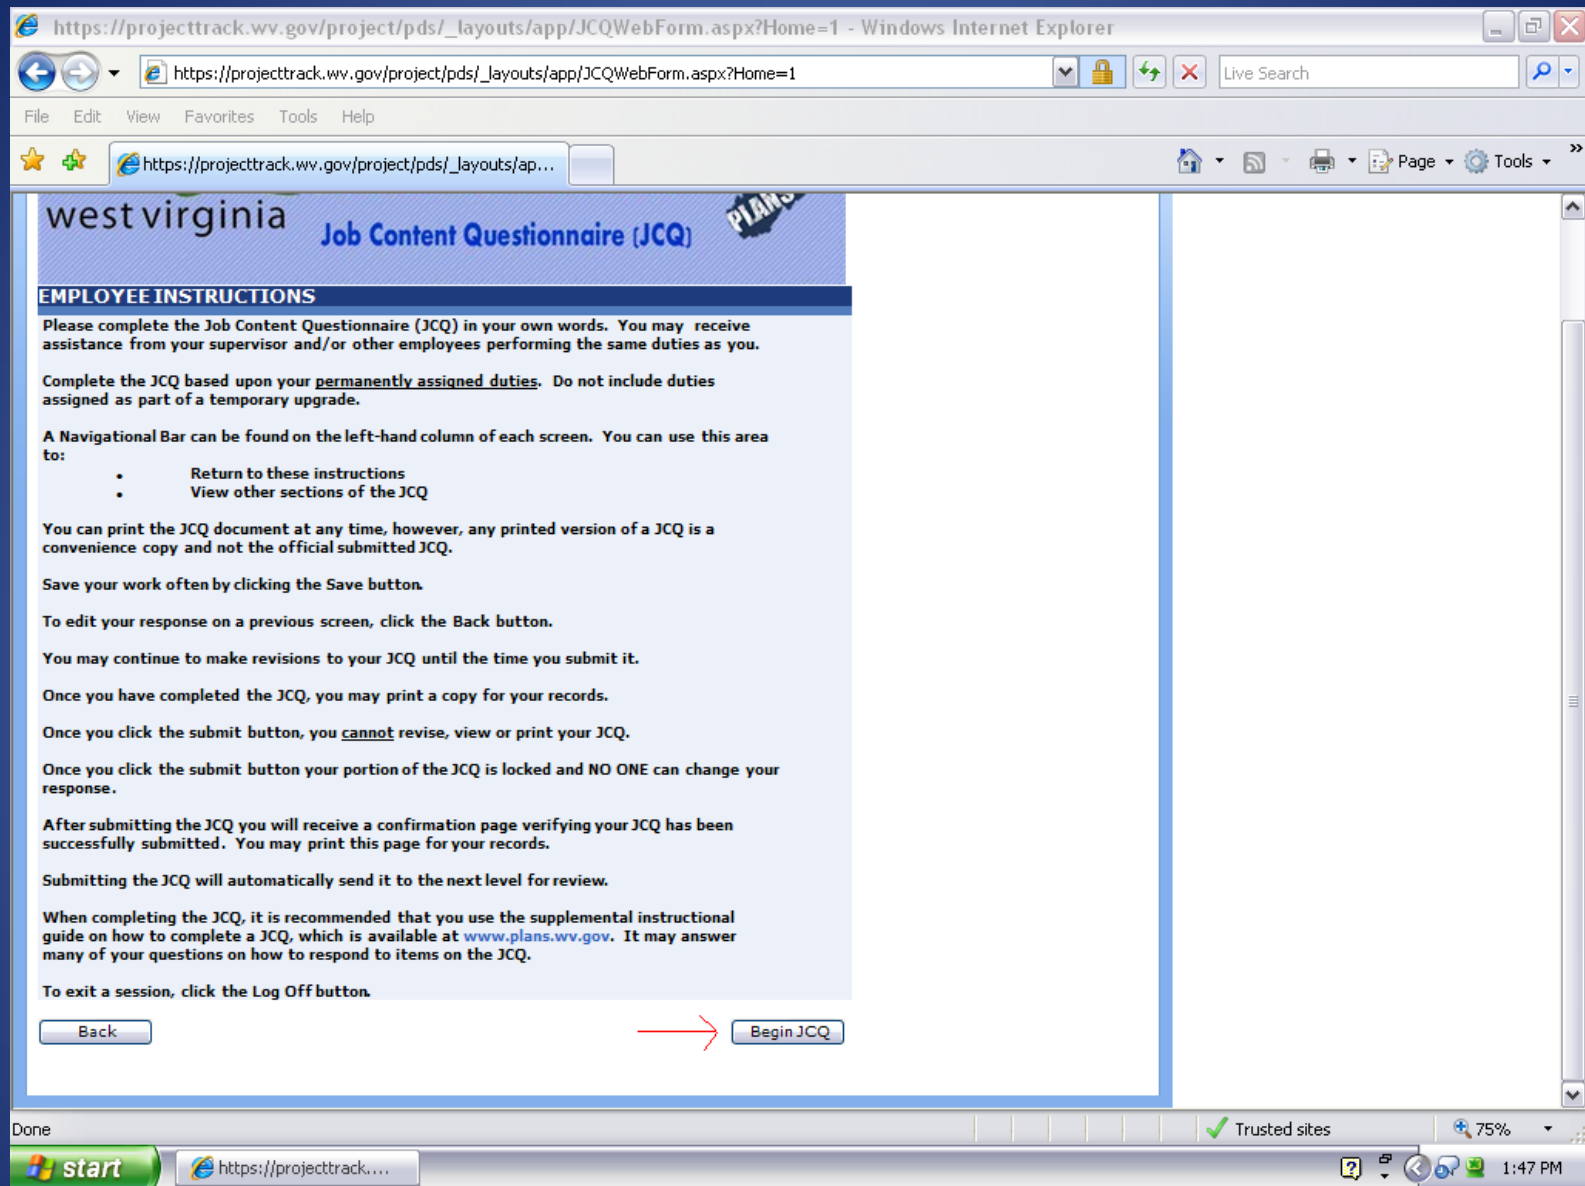 https://projecttrack.wv.gov/project/pds/_layouts/app/JCQWebForm.aspx?Home=1 - Windows Internet Explorer
https://projecttrack.wv.gov/project/pds/_layouts/app/JCQWebForm.aspx?Home=1
Live Search
File Edit View Favorites Tools Help
https://projecttrack.wv.gov/project/pds/_layouts/ap...
Page Tools »
west virginia
PLANS
Job Content Questionnaire (JCQ)
EMPLOYEE INSTRUCTIONS
Please complete the Job Content Questionnaire (JCQ) in your own words. You may receive
assistance from your supervisor and/or other employees performing the same duties as you.
Complete the JCQ based upon your permanently assigned duties. Do not include duties
assigned as part of a temporary upgrade.
A Navigational Bar can be found on the left-hand column of each screen. You can use this area
to:
• Return to these instructions
• View other sections of the JCQ
You can print the JCQ document at any time, however, any printed version of a JCQ is a
convenience copy and not the official submitted JCQ.
Save your work often by clicking the Save button.
To edit your response on a previous screen, click the Back button.
You may continue to make revisions to your JCQ until the time you submit it.
Once you have completed the JCQ, you may print a copy for your records.
Once you click the submit button, you cannot revise, view or print your JCQ.
Once you click the submit button your portion of the JCQ is locked and NO ONE can change your
response.
After submitting the JCQ you will receive a confirmation page verifying your JCQ has been
successfully submitted. You may print this page for your records.
Submitting the JCQ will automatically send it to the next level for review.
When completing the JCQ, it is recommended that you use the supplemental instructional
guide on how to complete a JCQ, which is available at www.plans.wv.gov. It may answer
many of your questions on how to respond to items on the JCQ.
To exit a session, click the Log Off button.
Back
Begin JCQ
Done
Trusted sites
75%
start
https://projecttrack....
1:47 PM